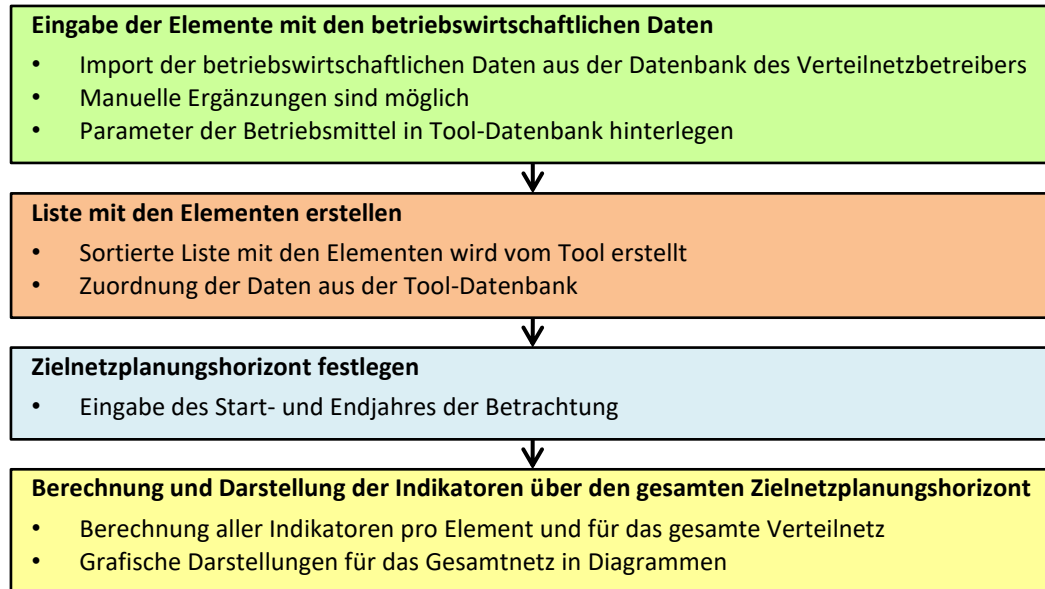 Eingabe der Elemente mit den betriebswirtschaftlichen Daten
• Import der betriebswirtschaftlichen Daten aus der Datenbank des Verteilnetzbetreibers
• Manuelle Ergänzungen sind möglich
• Parameter der Betriebsmittel in Tool-Datenbank hinterlegen
Liste mit den Elementen erstellen
• Sortierte Liste mit den Elementen wird vom Tool erstellt
• Zuordnung der Daten aus der Tool-Datenbank
Zielnetzplanungshorizont festlegen
• Eingabe des Start- und Endjahres der Betrachtung
Berechnung und Darstellung der Indikatoren über den gesamten Zielnetzplanungshorizont
• Berechnung aller Indikatoren pro Element und für das gesamte Verteilnetz
• Grafische Darstellungen für das Gesamtnetz in Diagrammen